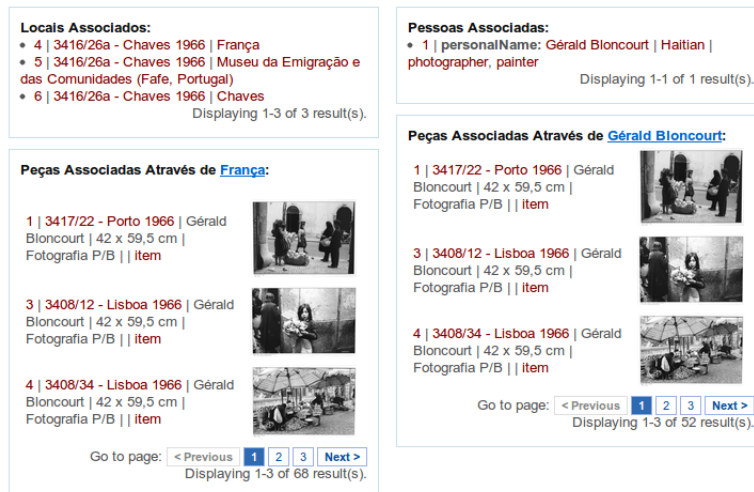 Locais Associados:
• 4 | 3416/26a - Chaves 1966 | França
• 5 | 3416/26a - Chaves 1966 | Museu da Emigração e
das Comunidades (Fafe, Portugal)
• 6 | 3416/26a - Chaves 1966 | Chaves
Displaying 1-3 of 3 result(s).
Peças Associadas Através de França:
1 | 3417/22 - Porto 1966 | Gérald
Bloncourt | 42 x 59,5 cm |
Fotografia P/B | | item
3 | 3408/12 - Lisboa 1966 | Gérald
Bloncourt | 42 x 59,5 cm |
Fotografia P/B | | item
4 | 3408/34 - Lisboa 1966 | Gérald
Bloncourt | 42 x 59,5 cm |
Fotografia P/B | | item
Go to page: < Previous 1 2 3 Next >
Displaying 1-3 of 68 result(s).
Pessoas Associadas:
• 1 | personalName: Gérald Bloncourt | Haitian |
photographer, painter
Displaying 1-1 of 1 result(s).
Peças Associadas Através de Gérald Bloncourt:
1 | 3417/22 - Porto 1966 | Gérald
Bloncourt | 42 x 59,5 cm |
Fotografia P/B | | item
3 | 3408/12 - Lisboa 1966 | Gérald
Bloncourt | 42 x 59,5 cm |
Fotografia P/B | | item
4 | 3408/34 - Lisboa 1966 | Gérald
Bloncourt | 42 x 59,5 cm |
Fotografia P/B | | item
Go to page: < Previous 1 2 3 Next >
Displaying 1-3 of 52 result(s).